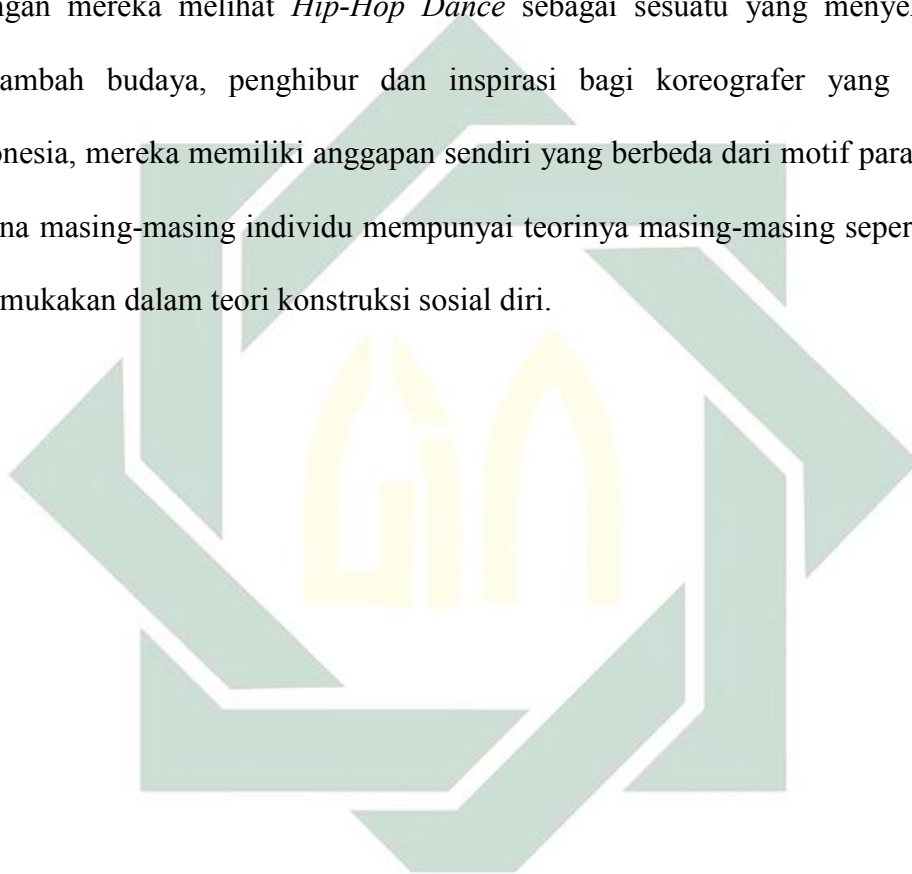 ngan mereka melihat Hip-Hop Dance sebagai sesuatu yang menye
ambah budaya, penghibur dan inspirasi bagi koreografer yang
onesia, mereka memiliki anggapan sendiri yang berbeda dari motif para
na masing-masing individu mempunyai teorinya masing-masing seper
mukakan dalam teori konstruksi sosial diri.